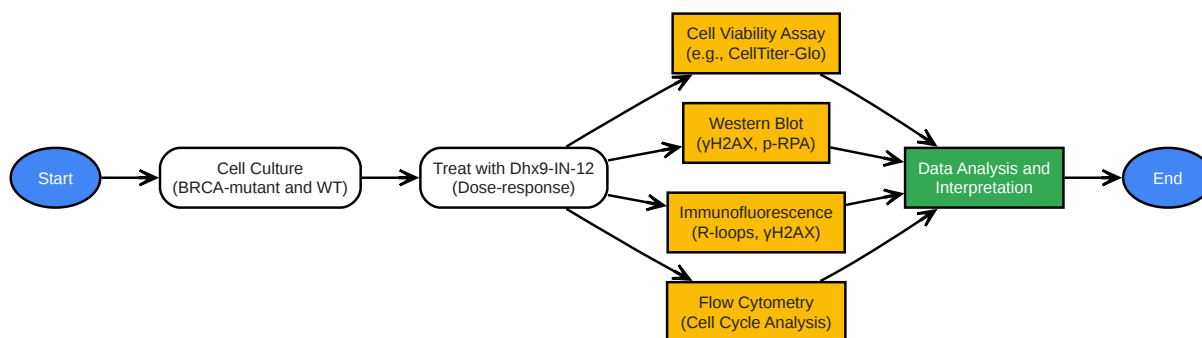 Start
Cell Culture
(BRCA-mutant and WT)
Treat with Dhx9-IN-12
(Dose-response)
Cell Viability Assay
(e.g., CellTiter-Glo)
Western Blot
(γH2AX, p-RPA)
Immunofluorescence
(R-loops, γH2AX)
Flow Cytometry
(Cell Cycle Analysis)
Data Analysis and
Interpretation
End